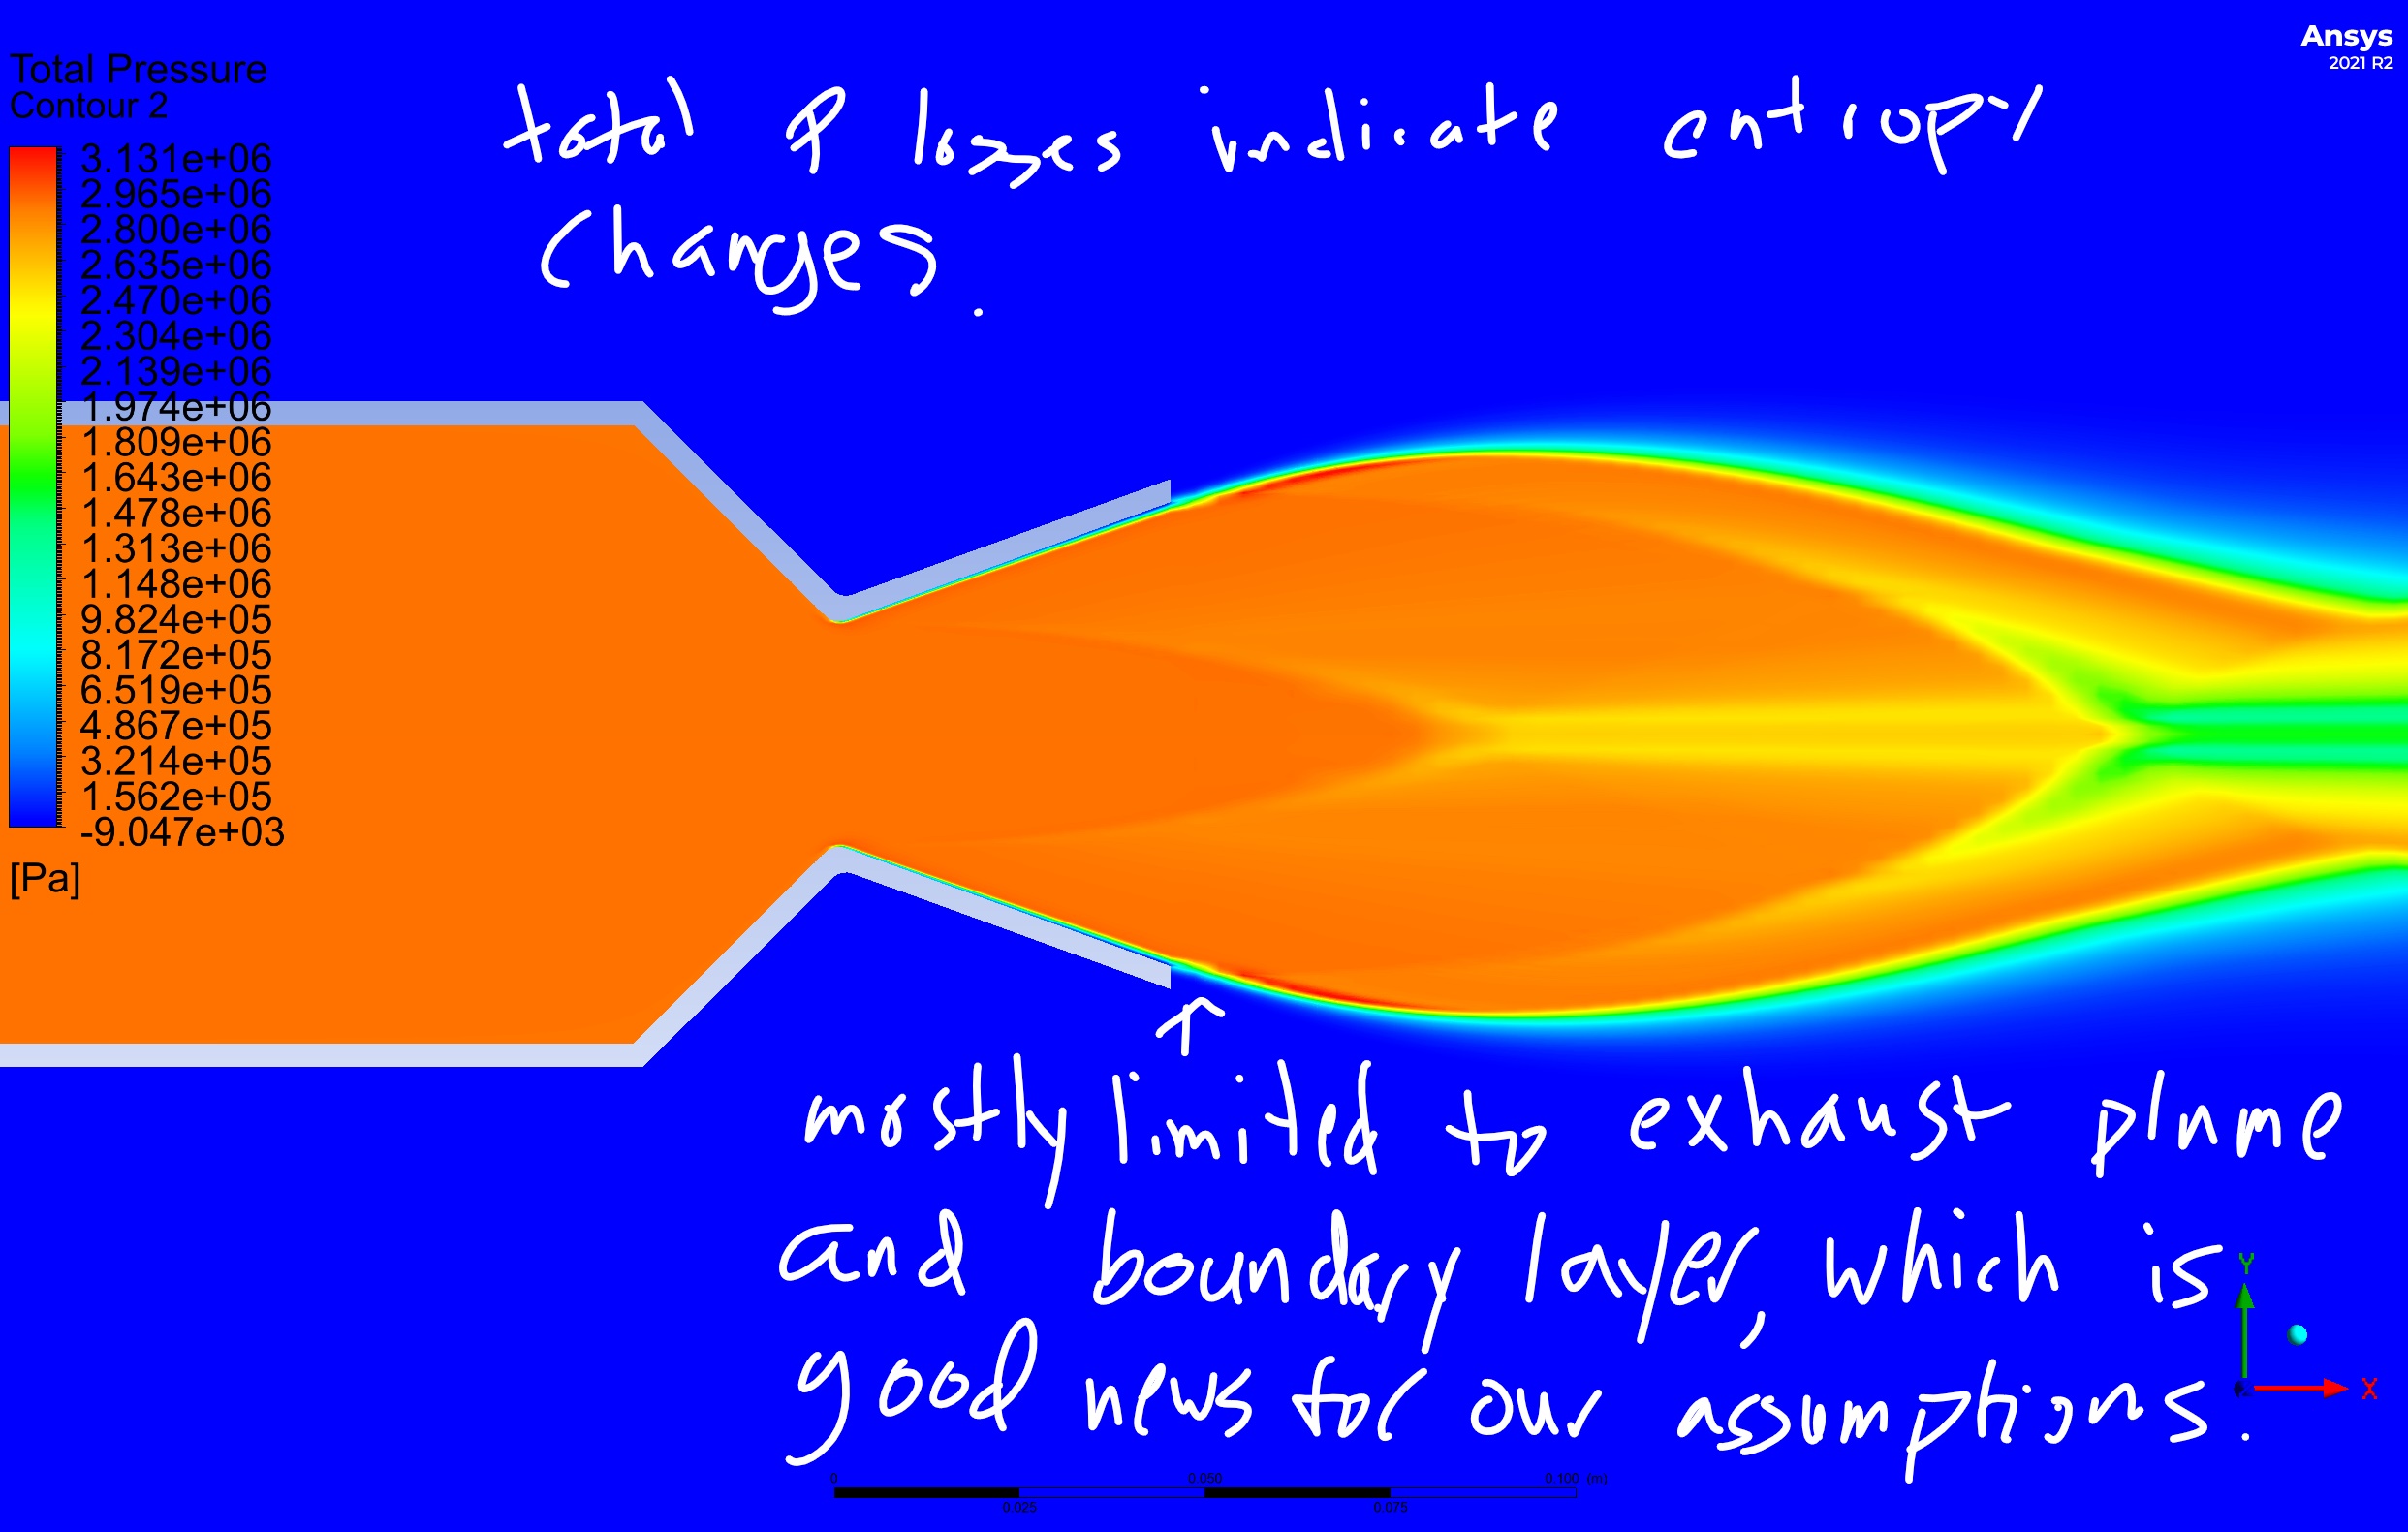 Ansys
2021 R2
Total Pressure
Contour 2
total P losses indicate entropy
changes.
3.131e+06
2.965e+06
2.800e+06
2.635e+06
2.470e+06
2.304e+06
2.139e+06
1.974e+06
1.809e+06
1.643e+06
1.478e+06
1.313e+06
1.148e+06
9.824e+05
8.172e+05
6.519e+05
4.867e+05
3.214e+05
1.562e+05
-9.047e+03
[Pa]
mostly limited to exhaust plume
and boundary layer, which is
good news for our assumptions.
Y
X
0 0.050 0.100 (m)
0.025 0.075